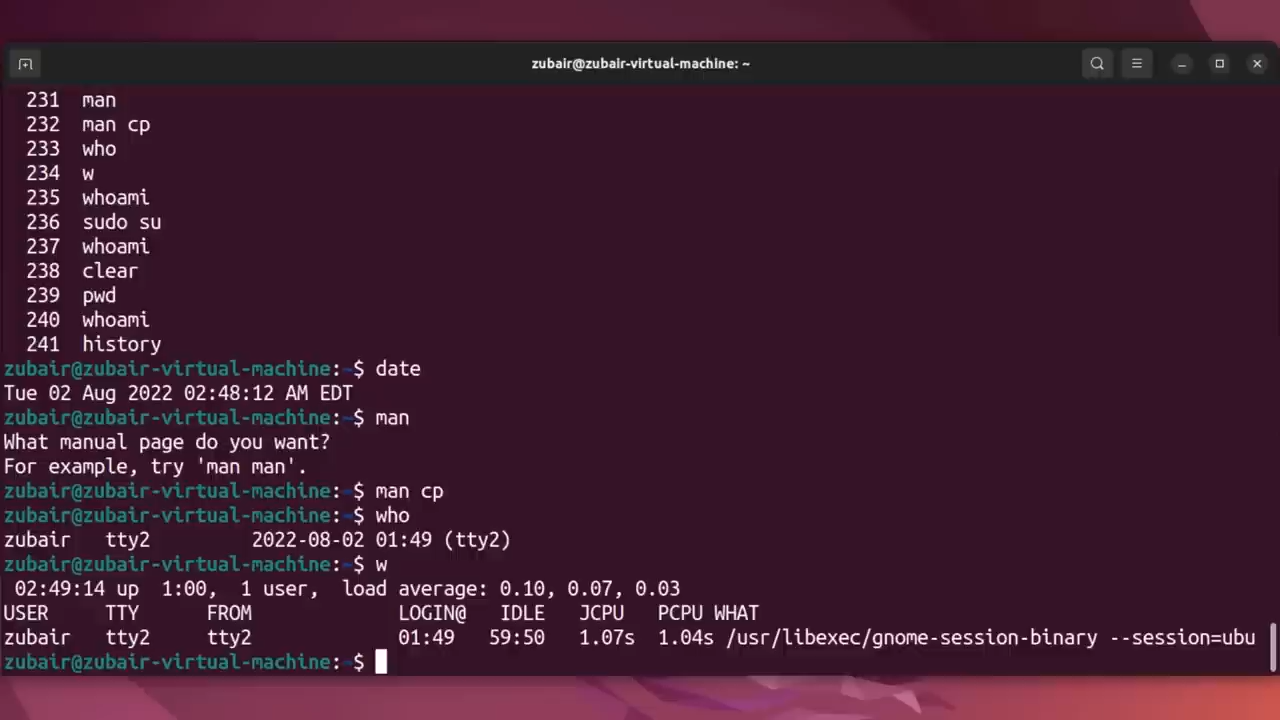 zubair@zubair-virtual-machine: ~
231 man
232 man cp
233 who
234 w
235 whoami
236 sudo su
237 whoami
238 clear
239 pwd
240 whoami
241 history
zubair@zubair-virtual-machine:~$ date
Tue 02 Aug 2022 02:48:12 AM EDT
zubair@zubair-virtual-machine:~$ man
What manual page do you want?
For example, try 'man man'.
zubair@zubair-virtual-machine:~$ man cp
zubair@zubair-virtual-machine:~$ who
zubair   tty2         2022-08-02 01:49 (tty2)
zubair@zubair-virtual-machine:~$ w
 02:49:14 up  1:00,  1 user,  load average: 0.10, 0.07, 0.03
USER     TTY      FROM             LOGIN@   IDLE   JCPU   PCPU WHAT
zubair   tty2     tty2             01:49   59:50   1.07s  1.04s /usr/libexec/gnome-session-binary --session=ubu
zubair@zubair-virtual-machine:~$